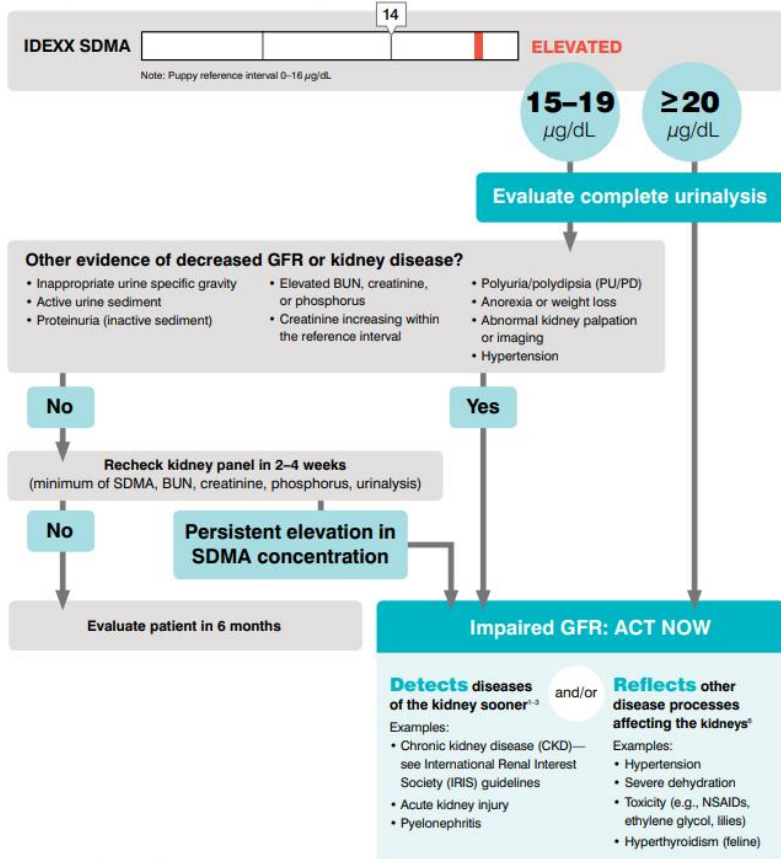 14
IDEXX SDMA
ELEVATED
Note: Puppy reference interval 0–16 µg/dL
15–19
µg/dL
≥20
µg/dL
Evaluate complete urinalysis
Other evidence of decreased GFR or kidney disease?
• Inappropriate urine specific gravity
• Active urine sediment
• Proteinuria (inactive sediment)
• Elevated BUN, creatinine,
or phosphorus
• Creatinine increasing within
the reference interval
• Polyuria/polydipsia (PU/PD)
• Anorexia or weight loss
• Abnormal kidney palpation
or imaging
• Hypertension
No
Yes
Recheck kidney panel in 2–4 weeks
(minimum of SDMA, BUN, creatinine, phosphorus, urinalysis)
No
Persistent elevation in
SDMA concentration
Evaluate patient in 6 months
Impaired GFR: ACT NOW
Detects diseases
of the kidney sooner¹⁻³
Examples:
• Chronic kidney disease (CKD)—
see International Renal Interest
Society (IRIS) guidelines
• Acute kidney injury
• Pyelonephritis
and/or
Reflects other
disease processes
affecting the kidneys⁵
Examples:
• Hypertension
• Severe dehydration
• Toxicity (e.g., NSAIDs,
ethylene glycol, lilies)
• Hyperthyroidism (feline)